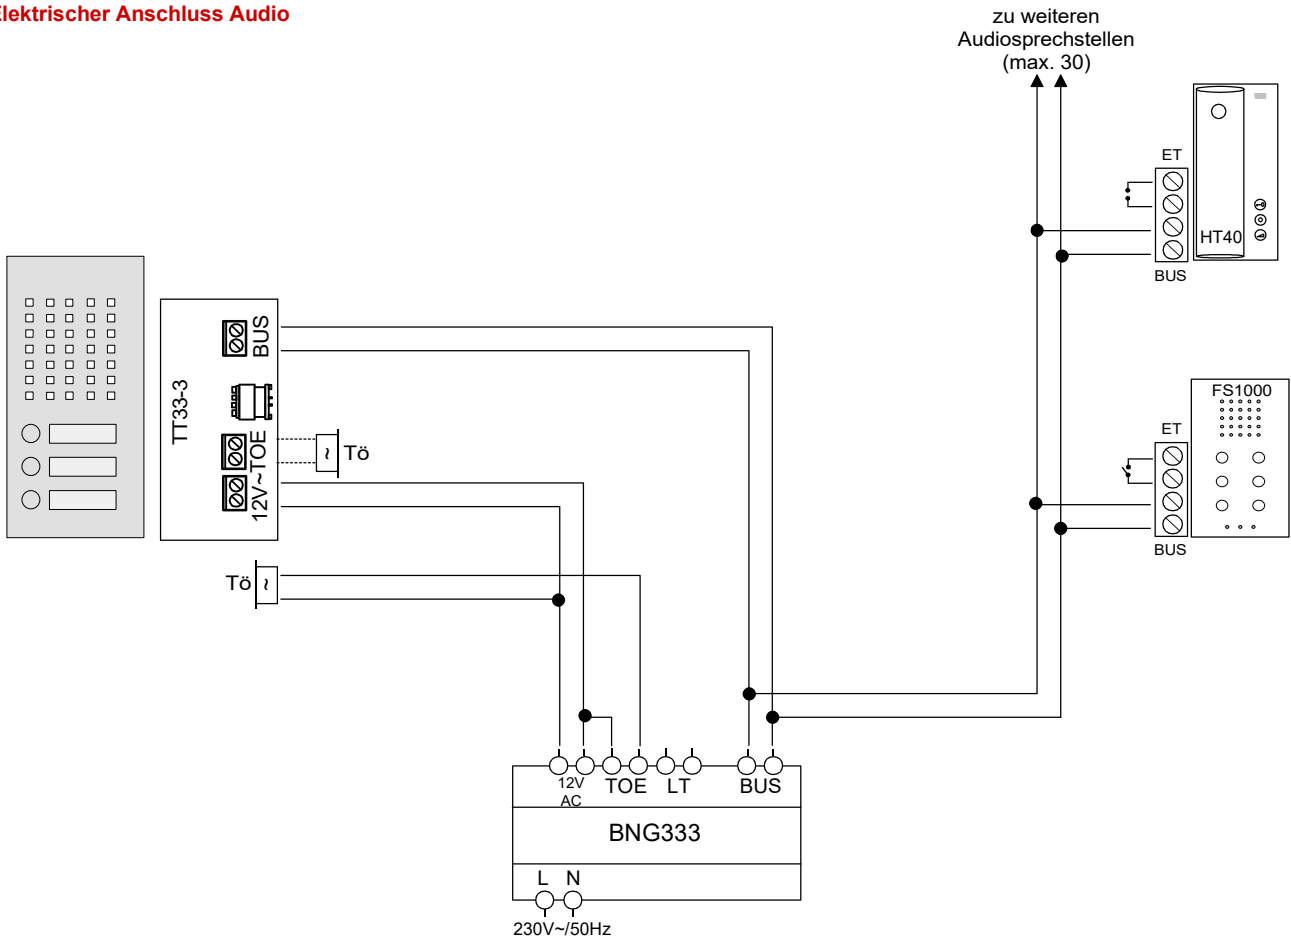 Elektrischer Anschluss Audio
zu weiteren
Audiosprechstellen
(max. 30)
ET
HT40
BUS
FS1000
ET
BUS
BUS
TT33-3
TOE
12V~
~
Tö
Tö
~
12V
AC
TOE
LT
BUS
BNG333
L N
230V~/50Hz